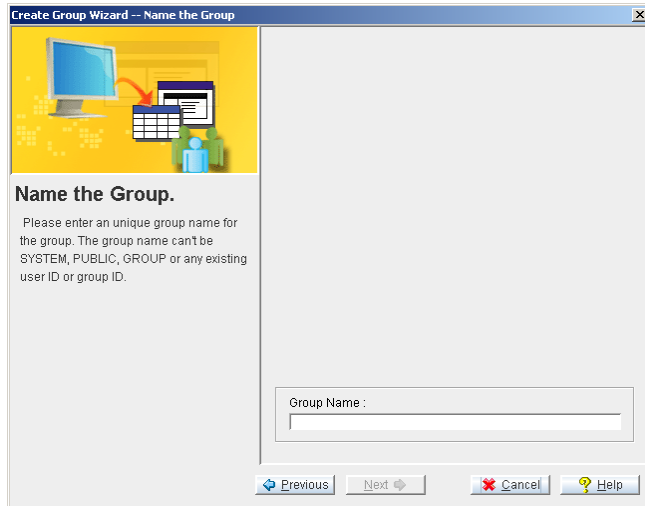 Create Group Wizard -- Name the Group
Name the Group.
Please enter an unique group name for
the group. The group name can't be
SYSTEM, PUBLIC, GROUP or any existing
user ID or group ID.
Group Name :
Previous Next Cancel Help